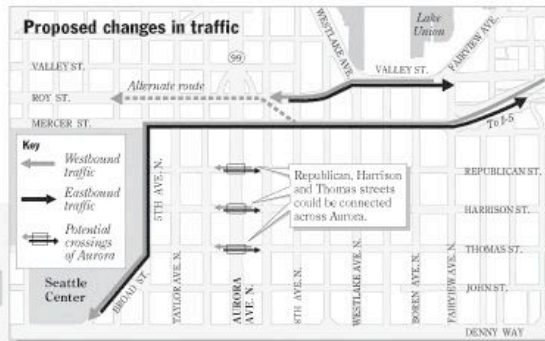 Proposed changes in traffic
WESTLAKE AVE.
Lake
Union
FAIRVIEW AVE.
VALLEY ST.
99
VALLEY ST.
Alternate route
ROY ST.
MERCER ST.
To I-5
Key
Westbound
traffic
Eastbound
traffic
Potential
crossings
of Aurora
5TH AVE. N.
Republican, Harrison
and Thomas streets
could be connected
across Aurora.
REPUBLICAN ST.
HARRISON ST.
THOMAS ST.
JOHN ST.
DENNY WAY
Seattle
Center
BROAD ST.
TAYLOR AVE. N.
AURORA
AVE. N.
8TH AVE. N.
WESTLAKE AVE. N.
BOREN AVE. N.
FAIRVIEW AVE. N.